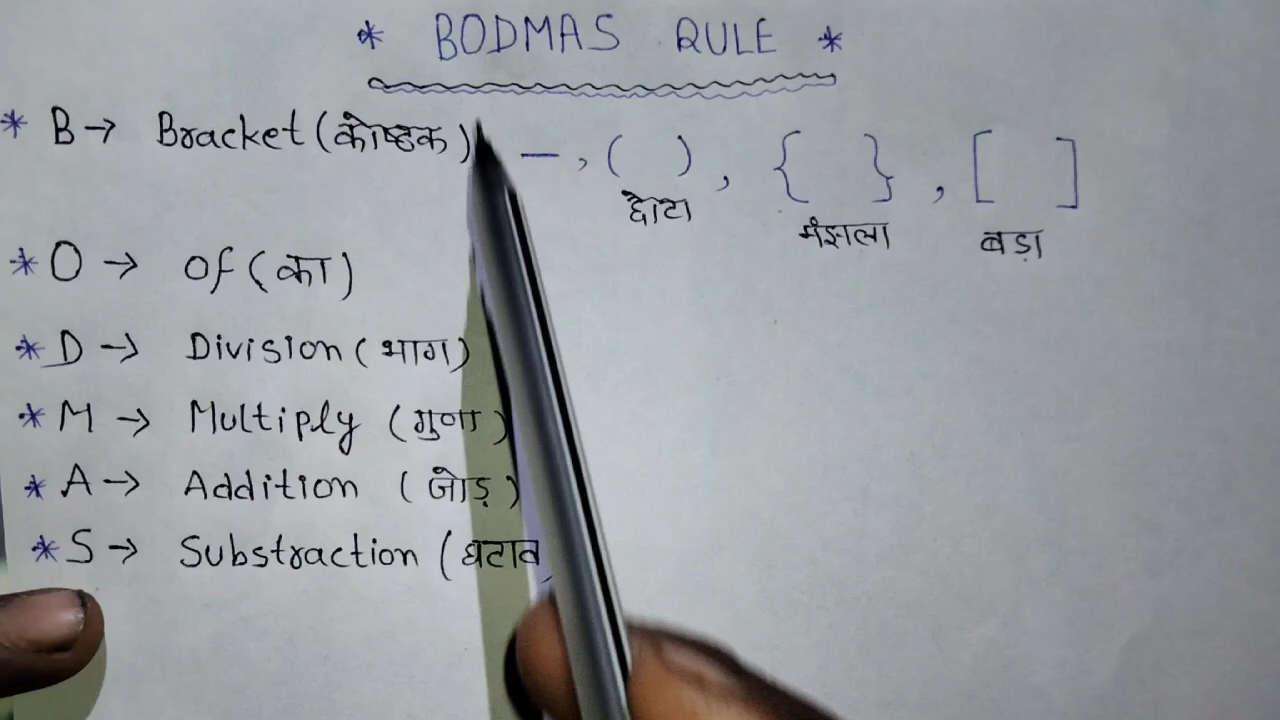 * BODMAS RULE *
* B→ Bracket (कोष्ठक) — , ( ) , { } , [ ]
छोटा मंझला बड़ा
* O → of (का)
* D → Division (भाग)
* M → Multiply (गुणा)
* A → Addition (जोड़)
* S → Substraction (घटाव)